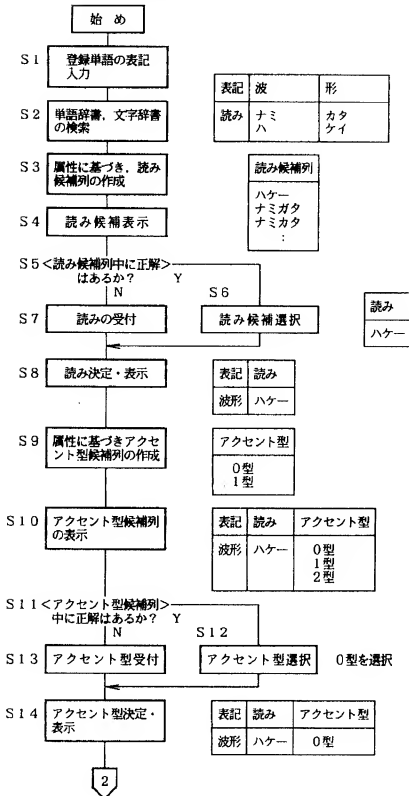 始 め
S1 登録単語の表記
入力
表記 波 形
読み ナミ カタ
ハ ケイ
S2 単語辞書，文字辞書
の検索
S3 属性に基づき，読み
候補列の作成
読み候補列
ハケー
ナミガタ
ナミカタ
:
S4 読み候補表示
S5 <読み候補列中に正解>
はあるか？ Y
N
S6
S7 読みの受付
読み候補選択
読み
ハケー
S8 読み決定・表示
表記 読み
波形 ハケー
S9 属性に基づきアクセ
ント型候補列の作成
アクセント型
0型
1型
S10 アクセント型候補列
の表示
表記 読み アクセント型
波形 ハケー 0型
1型
2型
S11 <アクセント型候補列>
中に正解はあるか？ Y
N
S12
S13 アクセント型受付
アクセント型選択 0型を選択
S14 アクセント型決定・
表示
表記 読み アクセント型
波形 ハケー 0型
2